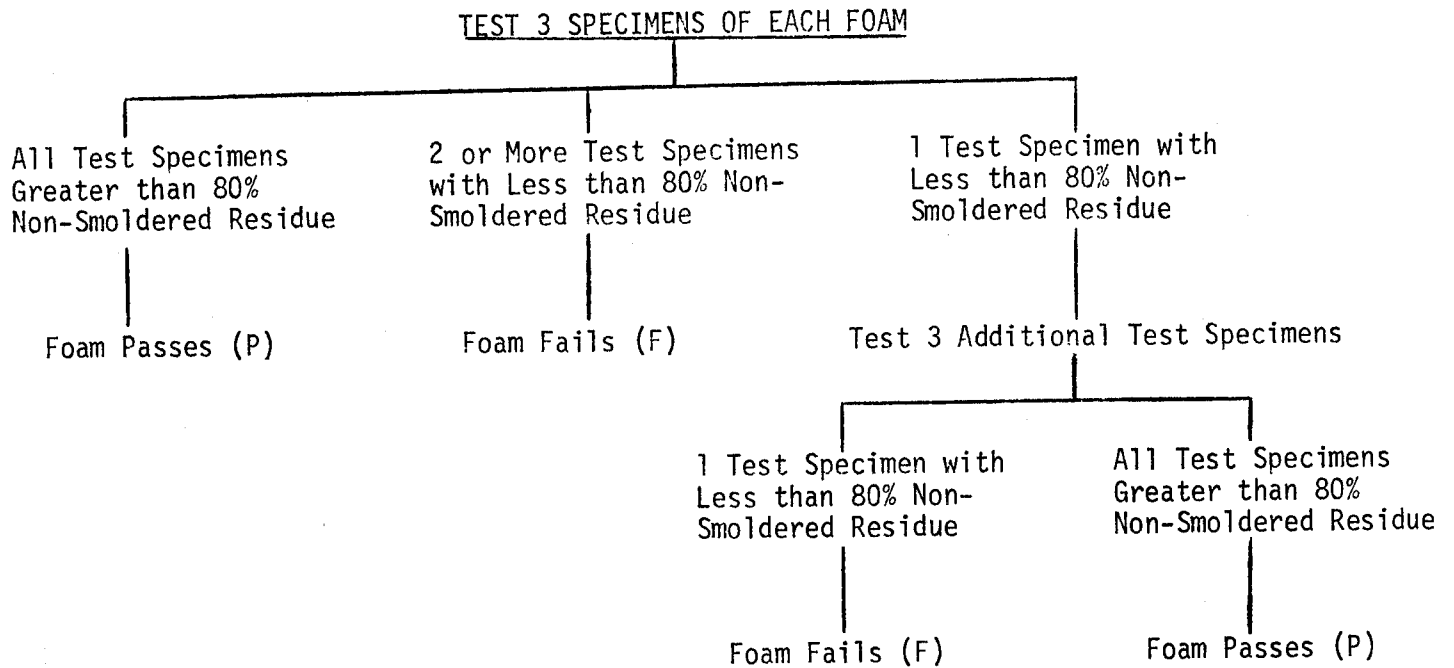 TEST 3 SPECIMENS OF EACH FOAM
All Test Specimens
Greater than 80%
Non-Smoldered Residue
2 or More Test Specimens
with Less than 80% Non-
Smoldered Residue
1 Test Specimen with
Less than 80% Non-
Smoldered Residue
Foam Passes (P)
Foam Fails (F)
Test 3 Additional Test Specimens
1 Test Specimen with
Less than 80% Non-
Smoldered Residue
All Test Specimens
Greater than 80%
Non-Smoldered Residue
Foam Fails (F)
Foam Passes (P)